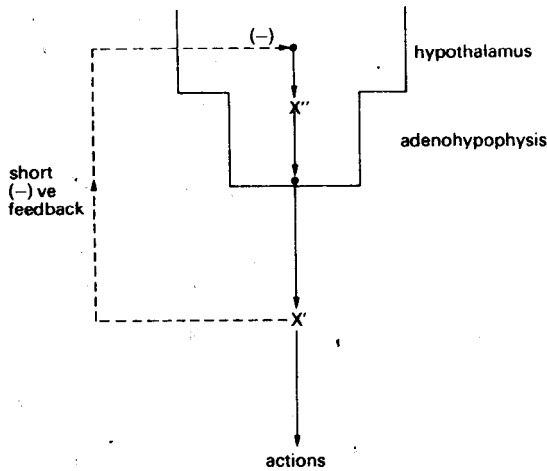 (−)
hypothalamus
X''
adenohypophysis
short
(−) ve
feedback
X'
actions